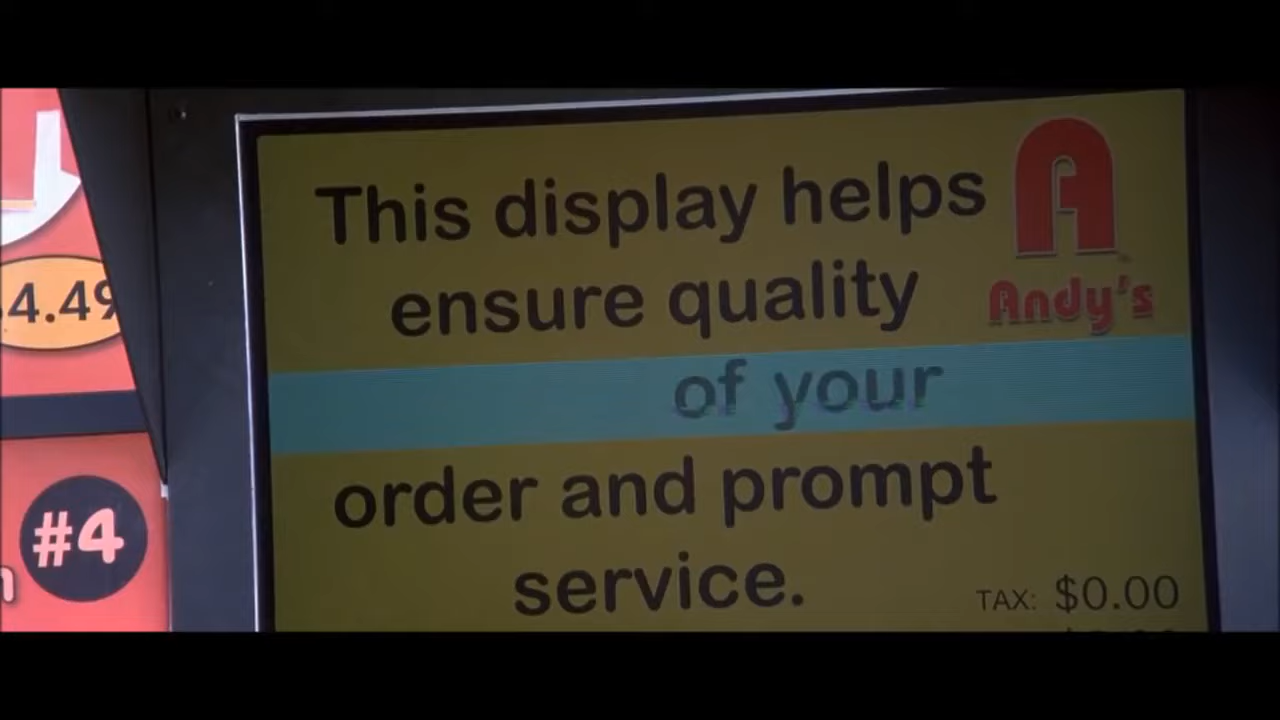 This display helps
ensure quality
of your
order and prompt
service.
A
Andy's
TAX: $0.00
4.49
#4